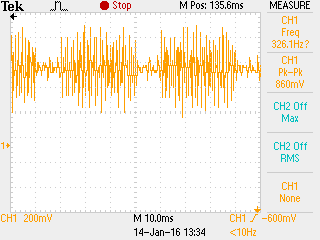 Tek Stop M Pos: 135.6ms MEASURE
CH1
Freq
326.1Hz?
CH1
Pk-Pk
860mV
CH2 Off
Max
CH2 Off
RMS
1
CH1
None
CH1 200mV M 10.0ms CH1 -600mV
14-Jan-16 13:34 <10Hz